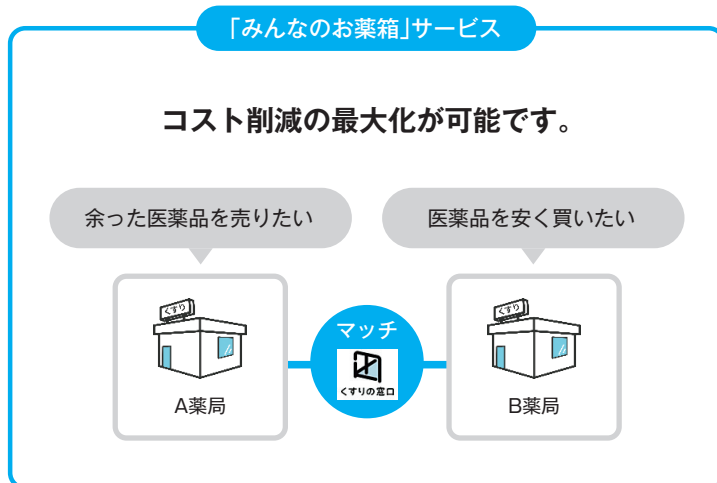 「みんなのお薬箱」サービス
コスト削減の最大化が可能です。
余った医薬品を売りたい
医薬品を安く買いたい
くすり
くすり
マッチ
くすりの窓口
A薬局
B薬局